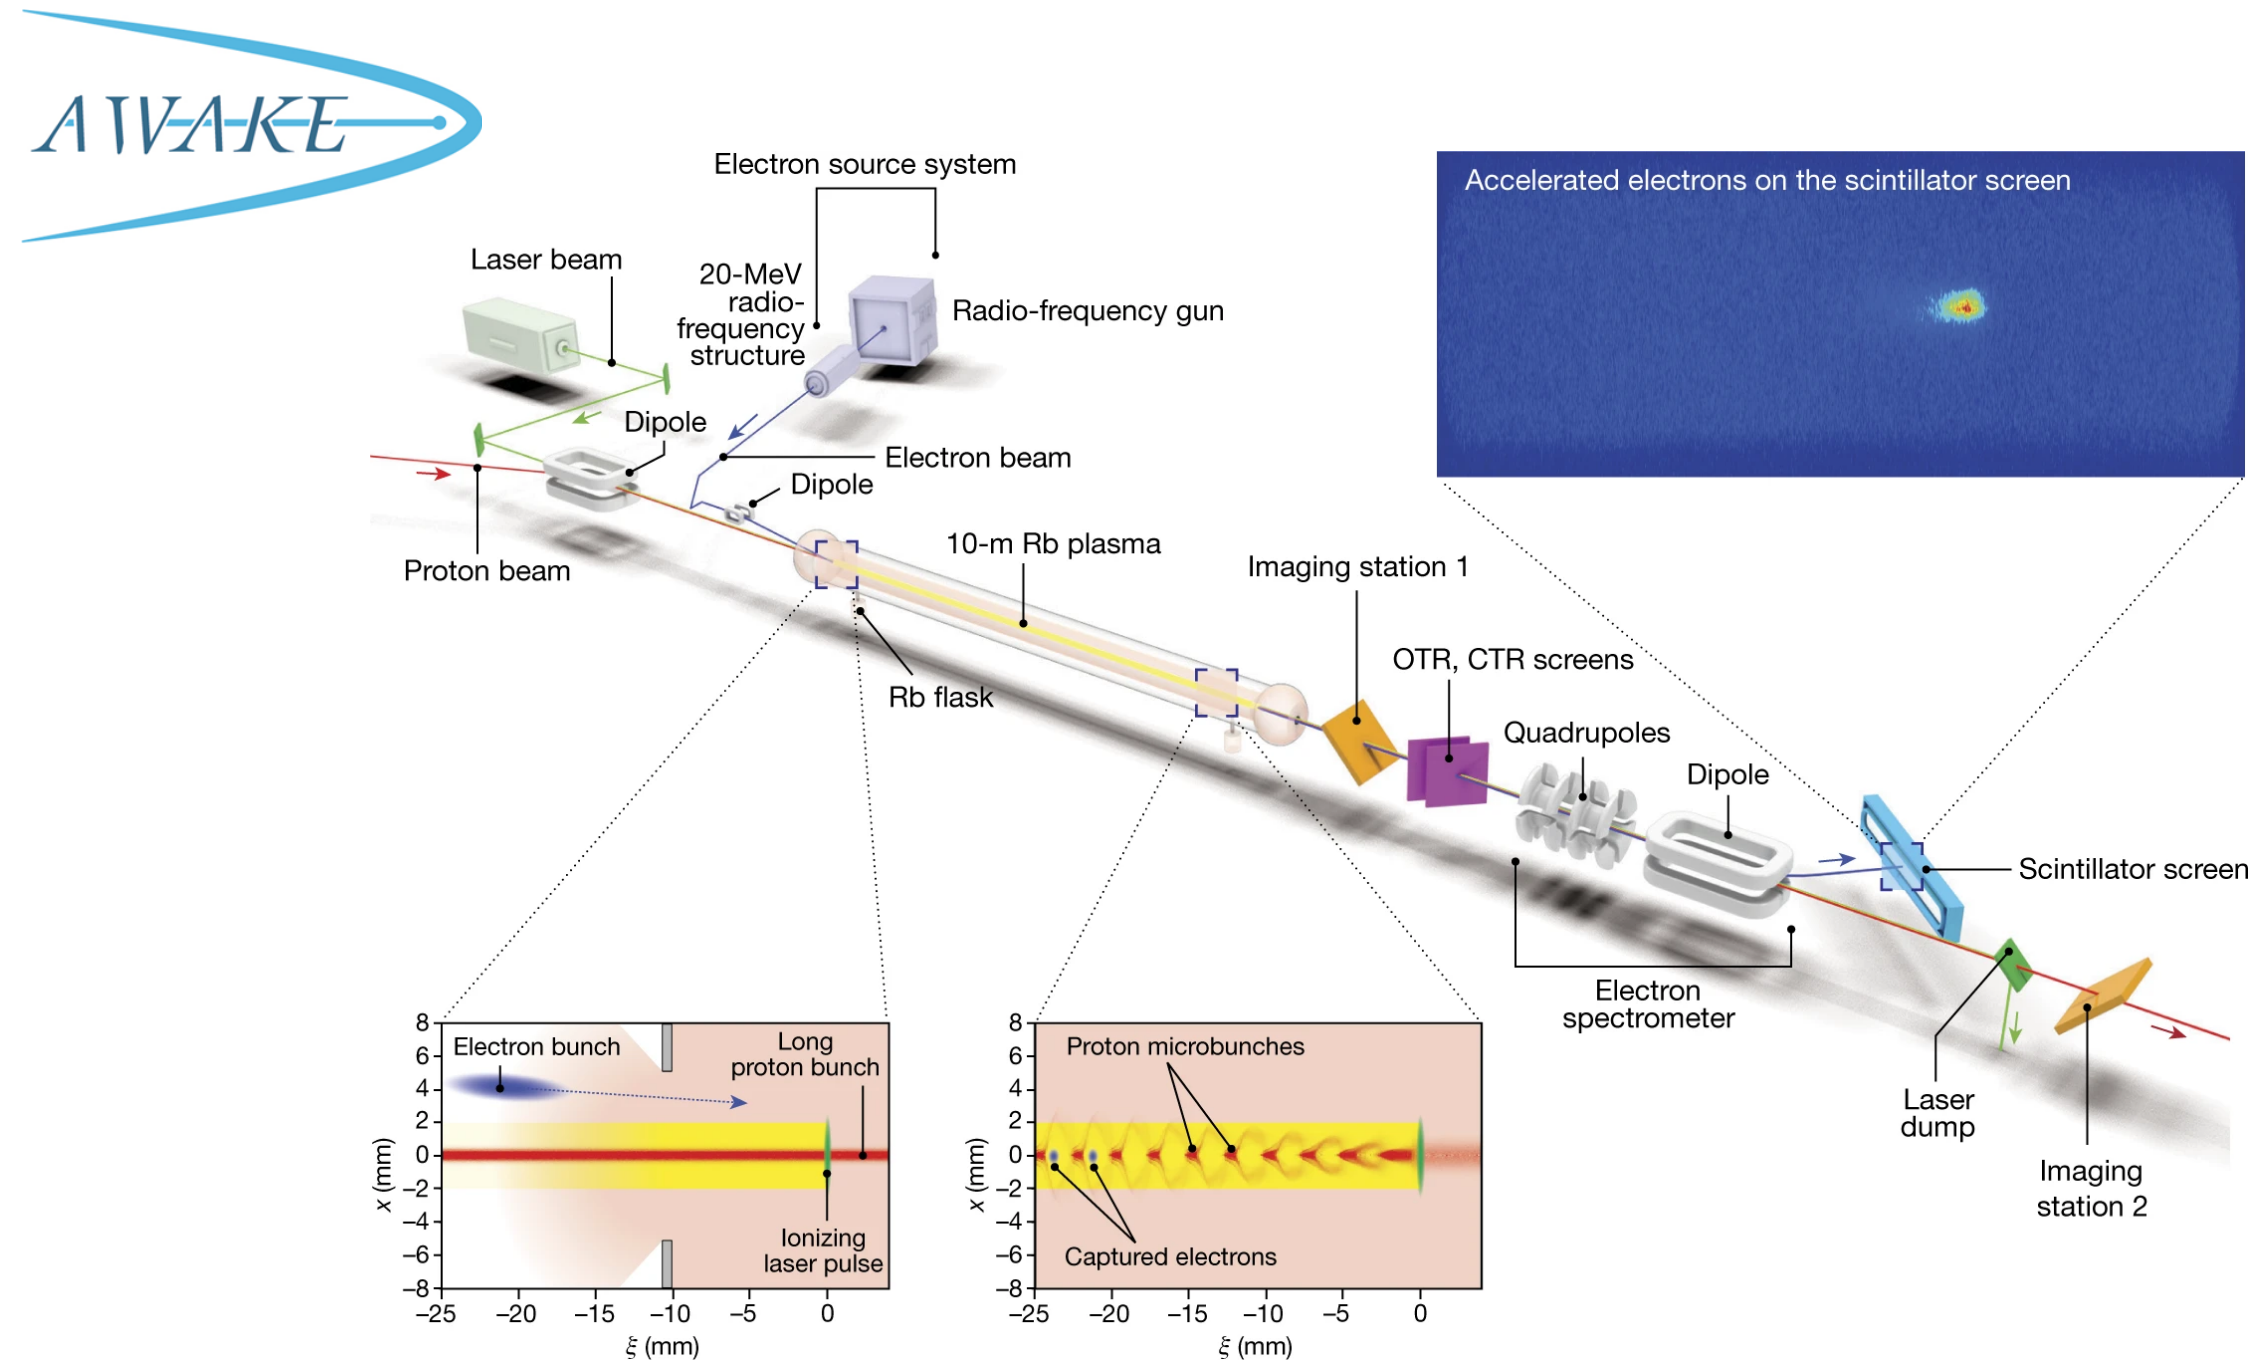 AWAKE
Electron source system
Accelerated electrons on the scintillator screen
Laser beam
20-MeV
radio-
frequency
structure
Radio-frequency gun
Dipole
Electron beam
Dipole
Proton beam
10-m Rb plasma
Imaging station 1
Rb flask
OTR, CTR screens
Quadrupoles
Dipole
Scintillator screen
Electron
spectrometer
Laser
dump
Imaging
station 2
8
6
4
2
0
–2
–4
–6
–8
x (mm)
Electron bunch
Long
proton bunch
Ionizing
laser pulse
–25
–20
–15
–10
–5
0
ξ (mm)
8
6
4
2
0
–2
–4
–6
–8
x (mm)
Proton microbunches
Captured electrons
–25
–20
–15
–10
–5
0
ξ (mm)